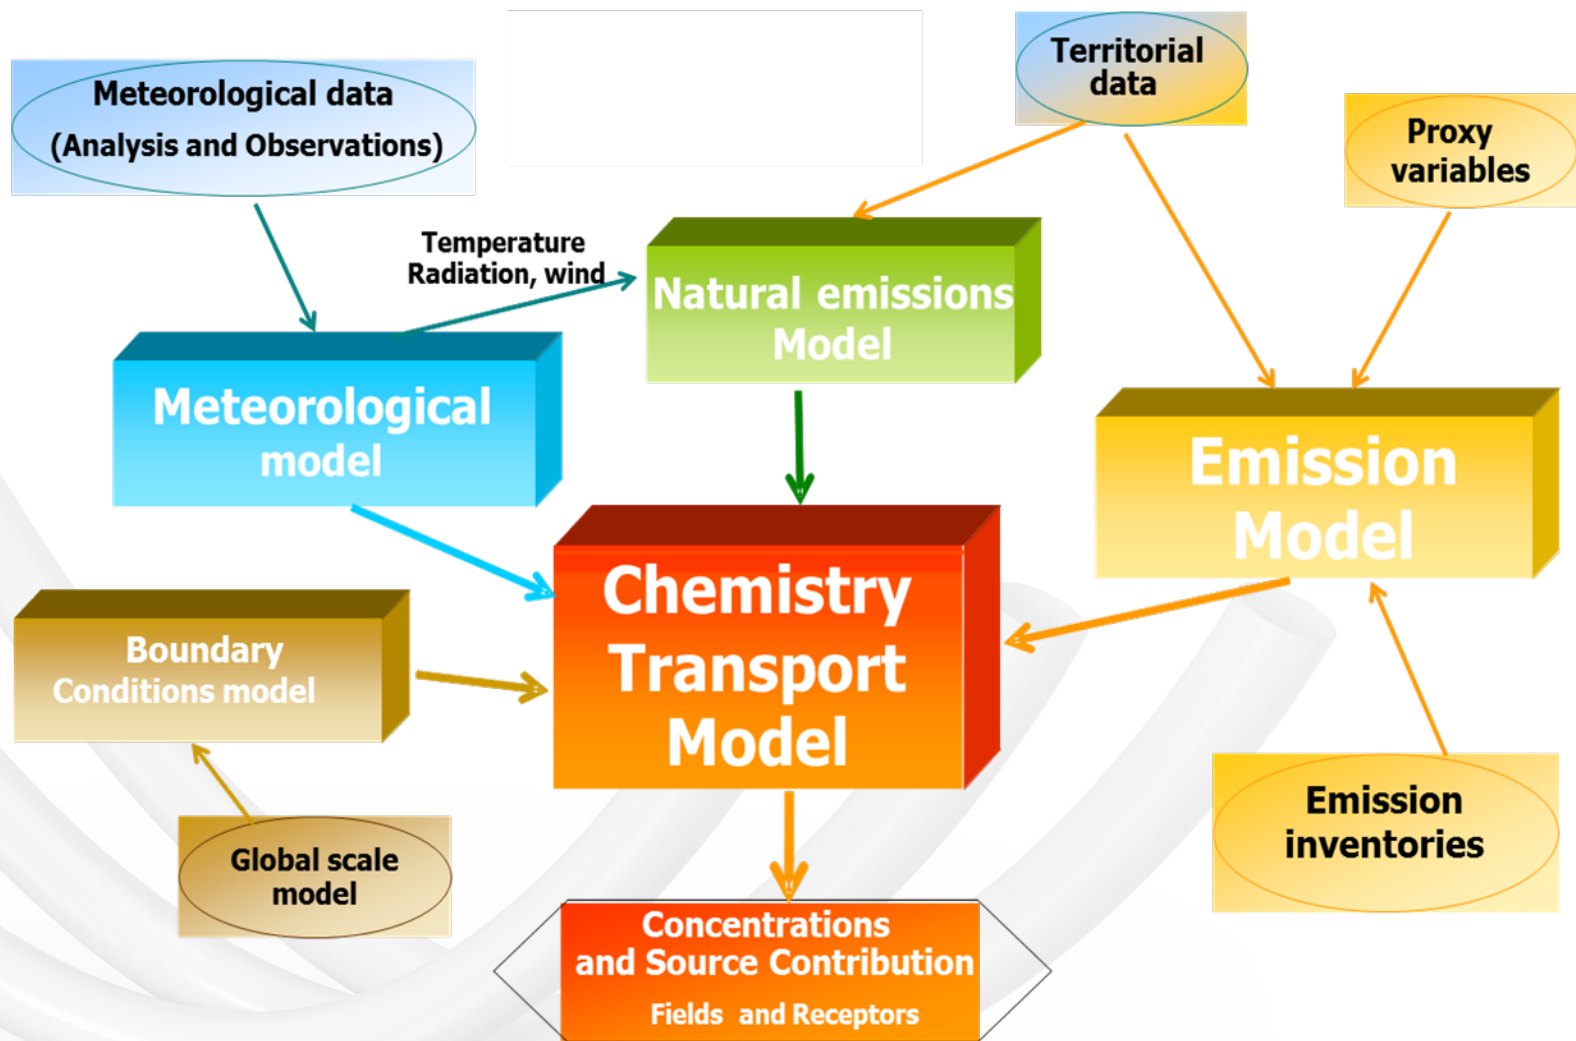 Territorial
data
Meteorological data
(Analysis and Observations)
Proxy
variables
Temperature
Radiation, wind
Natural emissions
Model
Meteorological
model
Emission
Model
Chemistry
Transport
Model
Boundary
Conditions model
Global scale
model
Emission
inventories
Concentrations
and Source Contribution
Fields and Receptors